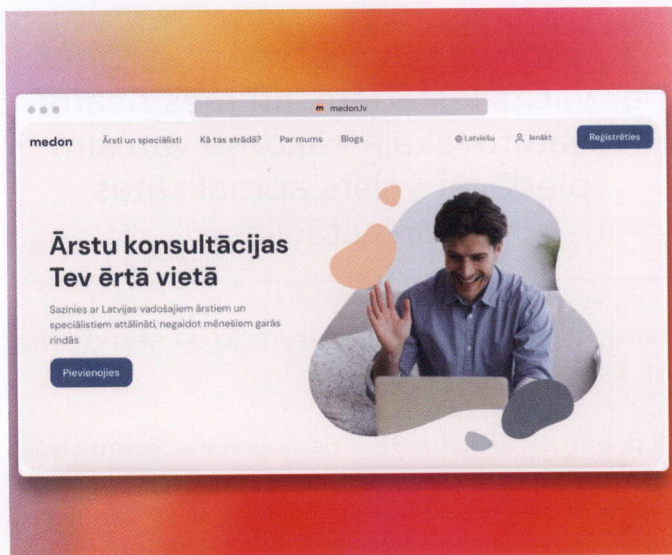 m medon.lv
medon Ārsti un speciālisti Kā tas strādā? Par mums Blogs Latviešu Ienākt Reģistrēties
Ārstu konsultācijas
Tev ērtā vietā
Sazinies ar Latvijas vadošajiem ārstiem un
speciālistiem attālināti, negaidot mēnešiem garās
rindās
Pievienojies